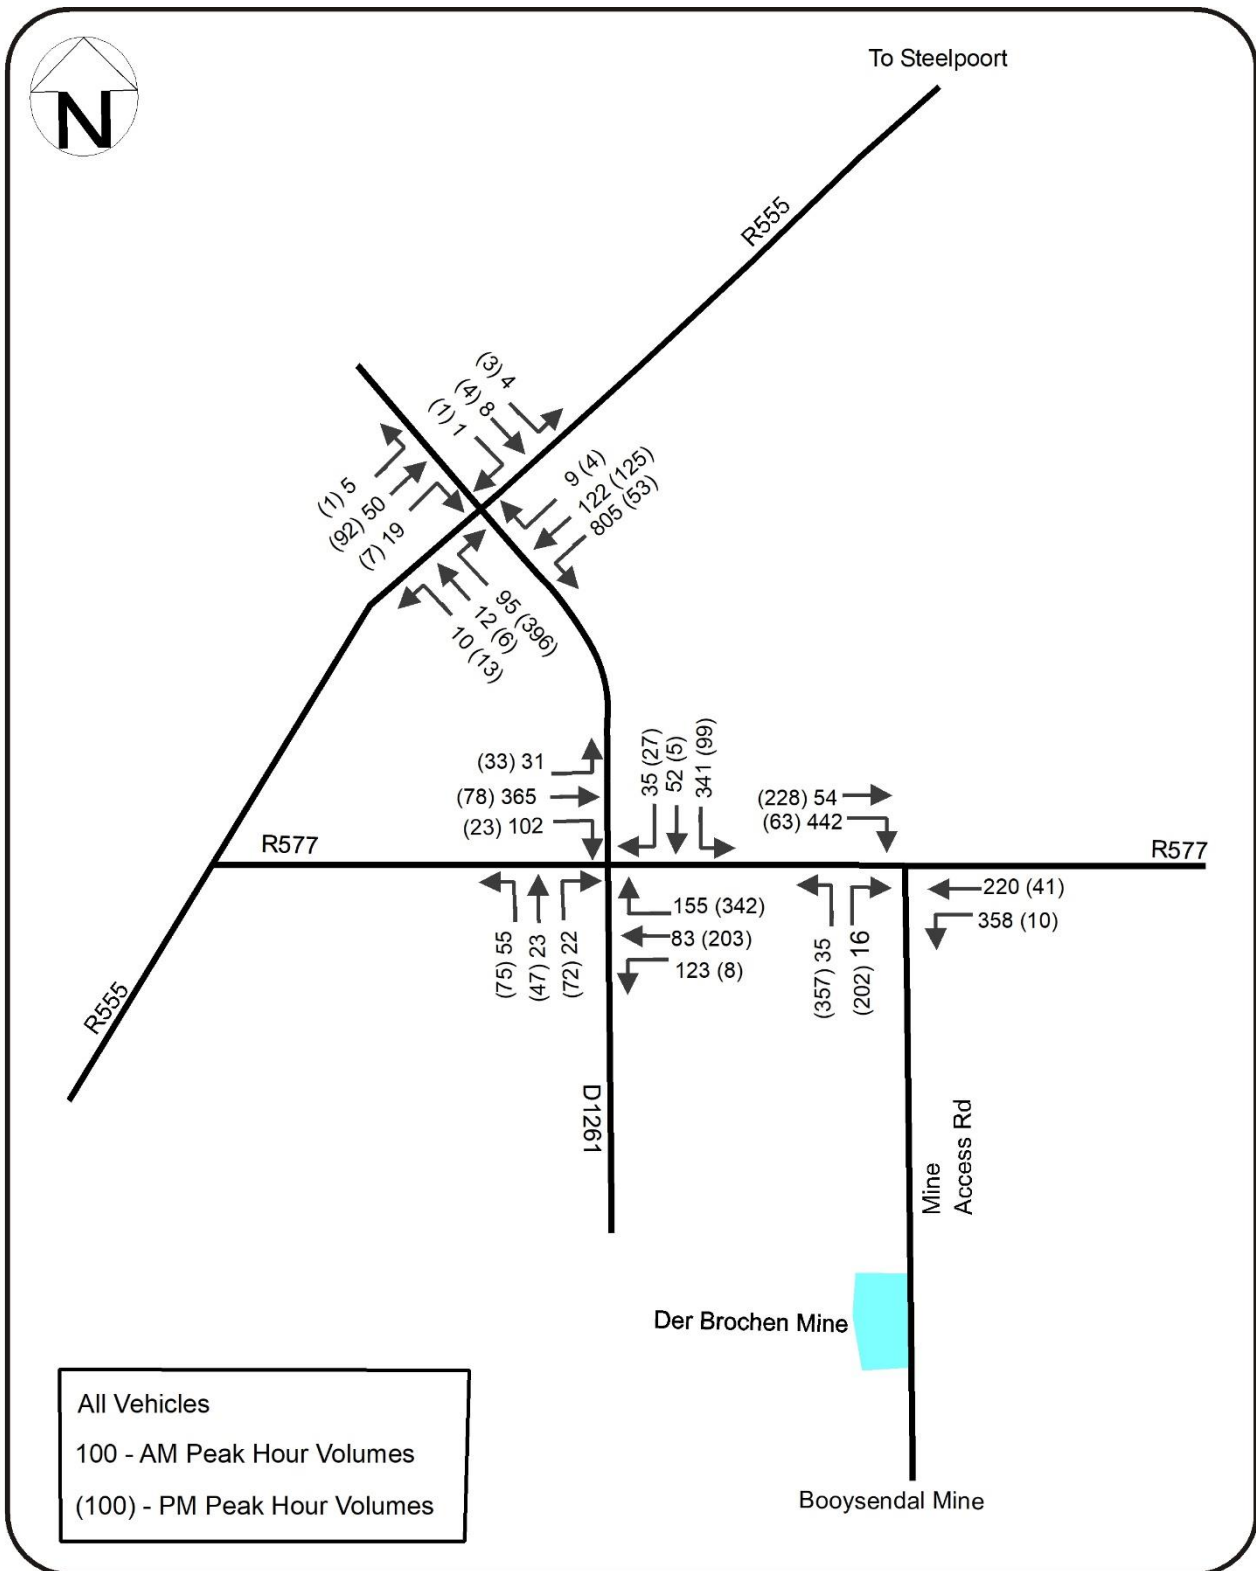 N
To Steelpoort
R555
(3) 4
(4) 8
(1) 1
(1) 5
(92) 50
(7) 19
9 (4)
122 (125)
805 (53)
95 (396)
12 (6)
10 (13)
(33) 31
(78) 365
(23) 102
35 (27)
52 (5)
341 (99)
(228) 54
(63) 442
R577
R577
(75) 55
(47) 23
(72) 22
155 (342)
83 (203)
123 (8)
(357) 35
(202) 16
220 (41)
358 (10)
R555
D1261
Mine
Access Rd
Der Brochen Mine
Booysendal Mine
All Vehicles
100 - AM Peak Hour Volumes
(100) - PM Peak Hour Volumes